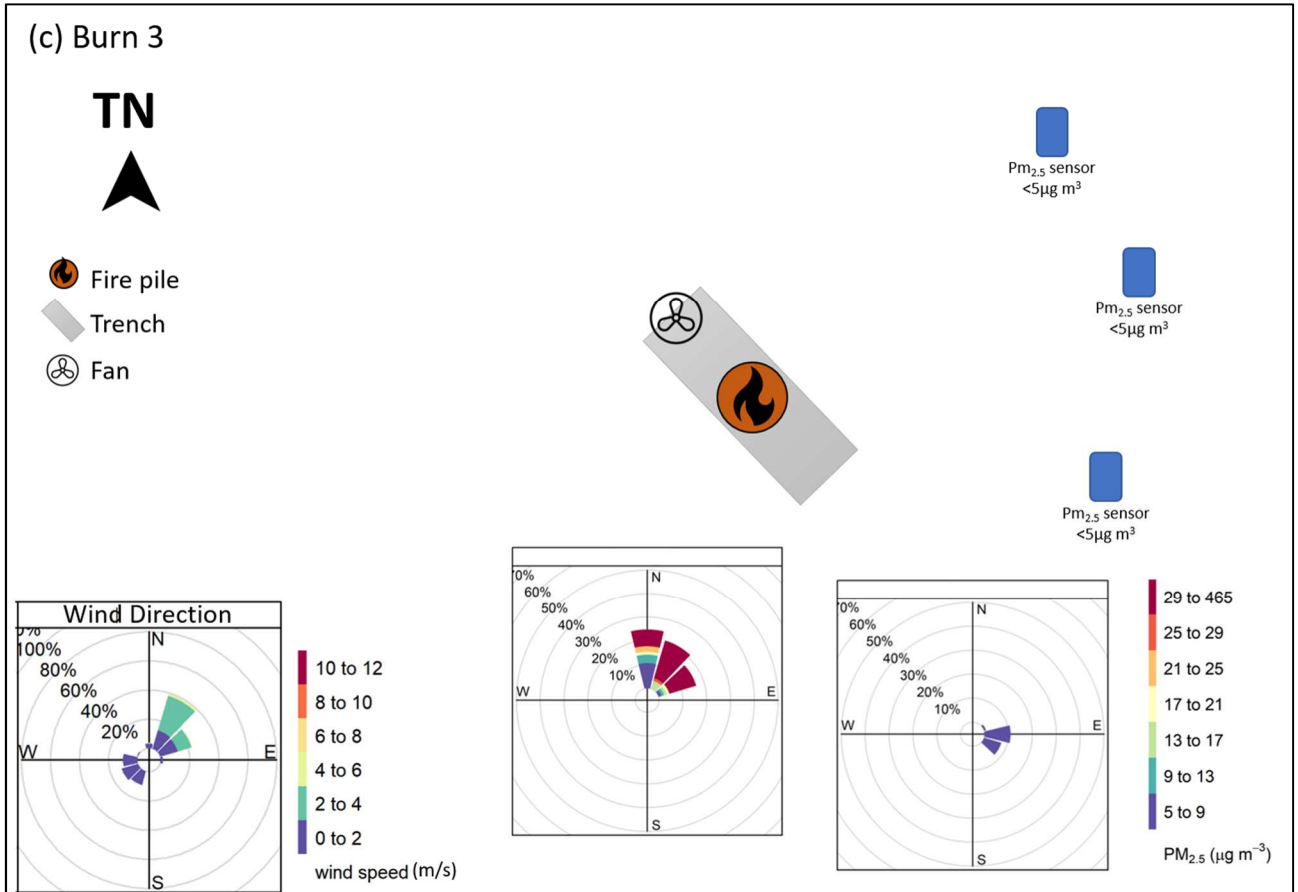 (c) Burn 3
TN
Fire pile
Trench
Fan
Pm2.5 sensor
<5µg m3
Pm2.5 sensor
<5µg m3
Pm2.5 sensor
<5µg m3
Wind Direction
0%
100%
80%
60%
40%
20%
N
W
E
S
10 to 12
8 to 10
6 to 8
4 to 6
2 to 4
0 to 2
wind speed (m/s)
70%
60%
50%
40%
30%
20%
10%
N
W
E
S
70%
60%
50%
40%
30%
20%
10%
N
W
E
S
29 to 465
25 to 29
21 to 25
17 to 21
13 to 17
9 to 13
5 to 9
PM2.5 (µg m−3)